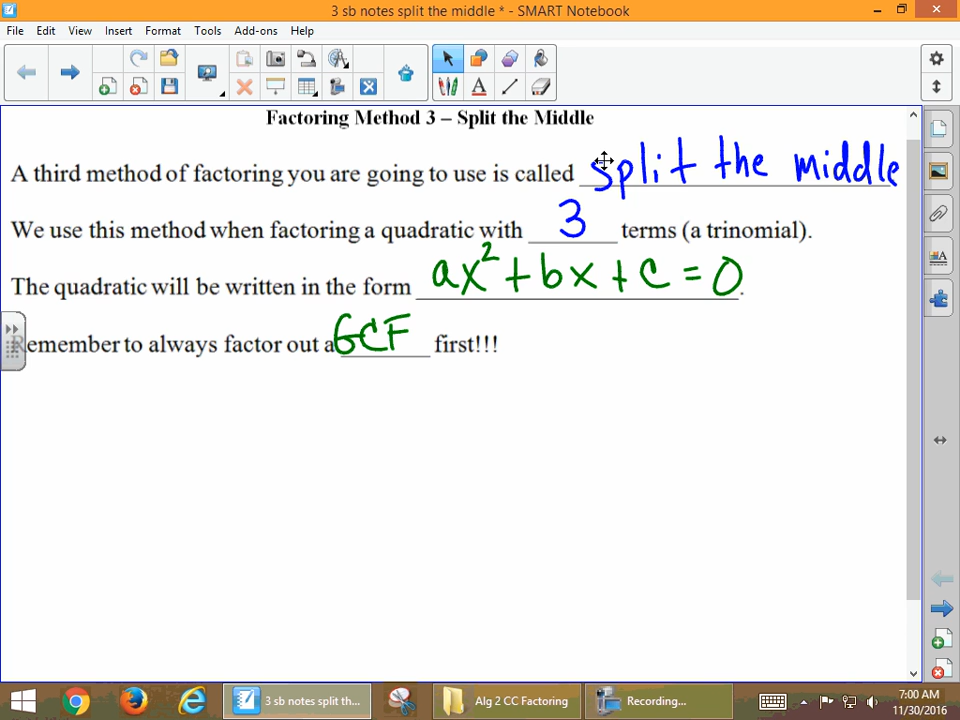 3 sb notes split the middle * - SMART Notebook
File Edit View Insert Format Tools Add-ons Help
Factoring Method 3 – Split the Middle
A third method of factoring you are going to use is called split the middle
We use this method when factoring a quadratic with 3 terms (a trinomial).
The quadratic will be written in the form ax² + bx + c = 0.
Remember to always factor out a GCF first!!!
3 sb notes split th... Alg 2 CC Factoring Recording... 7:00 AM
11/30/2016